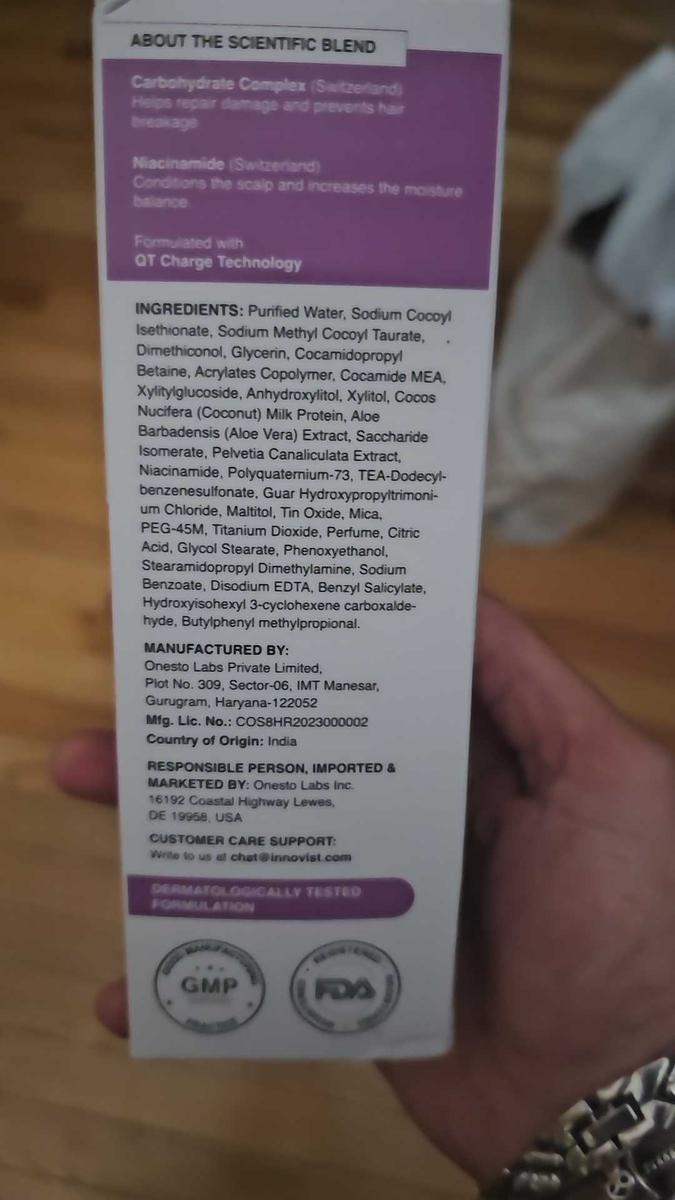 ABOUT THE SCIENTIFIC BLEND
Carbohydrate Complex (Switzerland)
Helps repair damage and prevents hair
breakage
Niacinamide (Switzerland)
Conditions the scalp and increases the moisture
balance.
Formulated with
QT Charge Technology
INGREDIENTS: Purified Water, Sodium Cocoyl
Isethionate, Sodium Methyl Cocoyl Taurate,
Dimethiconol, Glycerin, Cocamidopropyl
Betaine, Acrylates Copolymer, Cocamide MEA,
Xylitylglucoside, Anhydroxylitol, Xylitol, Cocos
Nucifera (Coconut) Milk Protein, Aloe
Barbadensis (Aloe Vera) Extract, Saccharide
Isomerate, Pelvetia Canaliculata Extract,
Niacinamide, Polyquaternium-73, TEA-Dodecyl-
benzenesulfonate, Guar Hydroxypropyltrimoni-
um Chloride, Maltitol, Tin Oxide, Mica,
PEG-45M, Titanium Dioxide, Perfume, Citric
Acid, Glycol Stearate, Phenoxyethanol,
Stearamidopropyl Dimethylamine, Sodium
Benzoate, Disodium EDTA, Benzyl Salicylate,
Hydroxyisohexyl 3-cyclohexene carboxalde-
hyde, Butylphenyl methylpropional.
MANUFACTURED BY:
Onesto Labs Private Limited,
Plot No. 309, Sector-06, IMT Manesar,
Gurugram, Haryana-122052
Mfg. Lic. No.: COS8HR2023000002
Country of Origin: India
RESPONSIBLE PERSON, IMPORTED &
MARKETED BY: Onesto Labs Inc.
16192 Coastal Highway Lewes,
DE 19958, USA
CUSTOMER CARE SUPPORT:
Write to us at chat@innovist.com
DERMATOLOGICALLY TESTED
FORMULATION
GOOD MANUFACTURING
GMP
PRACTICE
REGISTERED
FDA